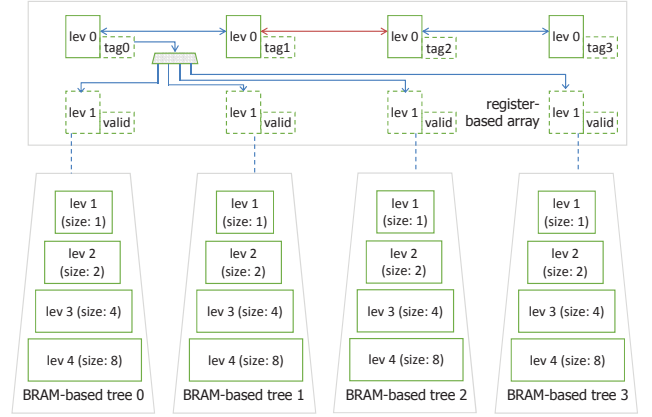 lev 0
tag0
lev 0
tag1
lev 0
tag2
lev 0
tag3
lev 1
valid
lev 1
valid
lev 1
valid
register-
based array
lev 1
valid
lev 1
(size: 1)
lev 2
(size: 2)
lev 3 (size: 4)
lev 4 (size: 8)
BRAM-based tree 0
lev 1
(size: 1)
lev 2
(size: 2)
lev 3 (size: 4)
lev 4 (size: 8)
BRAM-based tree 1
lev 1
(size: 1)
lev 2
(size: 2)
lev 3 (size: 4)
lev 4 (size: 8)
BRAM-based tree 2
lev 1
(size: 1)
lev 2
(size: 2)
lev 3 (size: 4)
lev 4 (size: 8)
BRAM-based tree 3